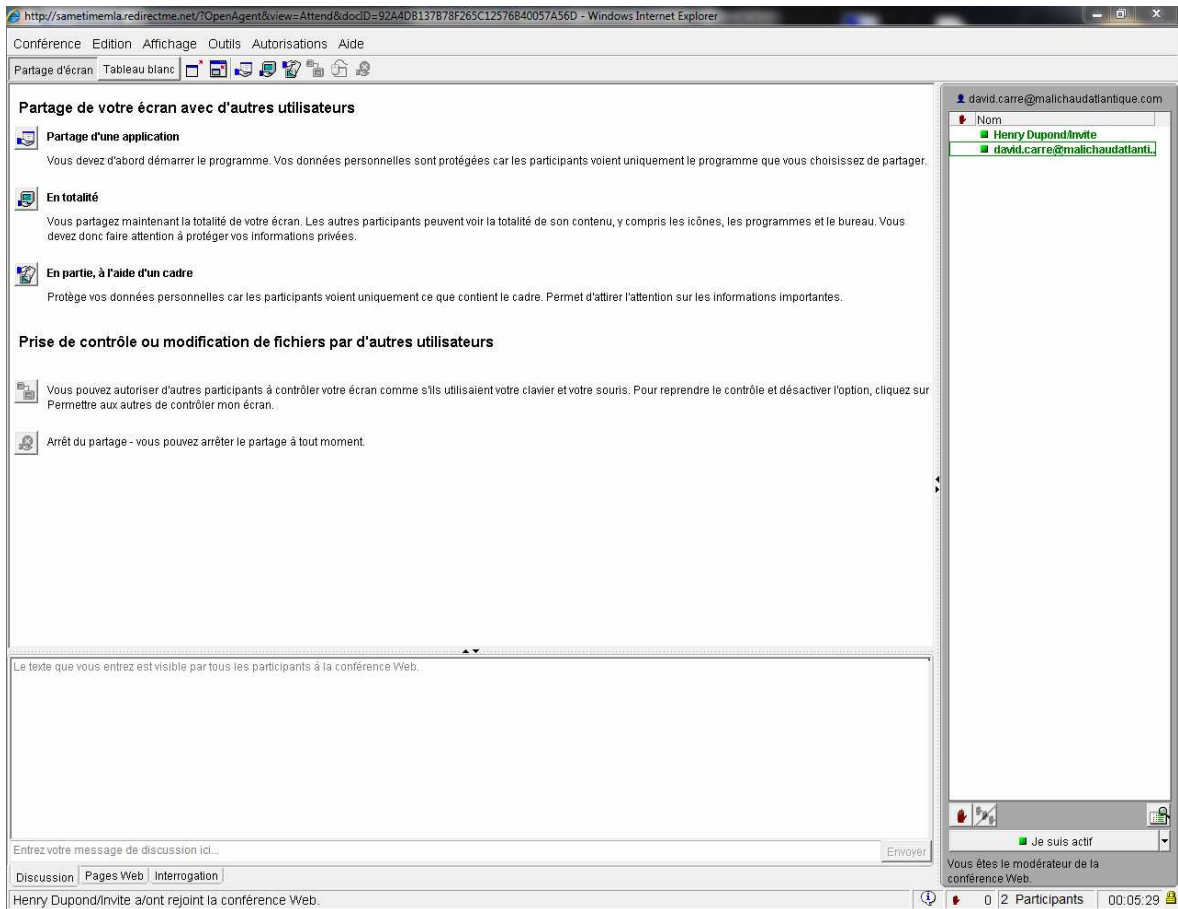 http://sametimemla.redirectme.net/?OpenAgent&view=Attend&docID=92A4DB137B78F265C12576B40057A56D - Windows Internet Explorer
Conférence Edition Affichage Outils Autorisations Aide
Partage d'écran Tableau blanc
Partage de votre écran avec d'autres utilisateurs
Partage d'une application
Vous devez d'abord démarrer le programme. Vos données personnelles sont protégées car les participants voient uniquement le programme que vous choisissez de partager.
En totalité
Vous partagez maintenant la totalité de votre écran. Les autres participants peuvent voir la totalité de son contenu, y compris les icônes, les programmes et le bureau. Vous
devez donc faire attention à protéger vos informations privées.
En partie, à l'aide d'un cadre
Protège vos données personnelles car les participants voient uniquement ce que contient le cadre. Permet d'attirer l'attention sur les informations importantes.
Prise de contrôle ou modification de fichiers par d'autres utilisateurs
Vous pouvez autoriser d'autres participants à contrôler votre écran comme s'ils utilisaient votre clavier et votre souris. Pour reprendre le contrôle et désactiver l'option, cliquez sur
Permettre aux autres de contrôler mon écran.
Arrêt du partage - vous pouvez arrêter le partage à tout moment.
Le texte que vous entrez est visible par tous les participants à la conférence Web.
Entrez votre message de discussion ici... Envoyer
Discussion Pages Web Interrogation
Henry Dupond/Invite a/ont rejoint la conférence Web.
david.carre@malichaudatlantique.com
Nom
Henry Dupond/Invite
david.carre@malichaudatlanti..
Je suis actif
Vous êtes le modérateur de la
conférence Web.
0 2 Participants 00:05:29